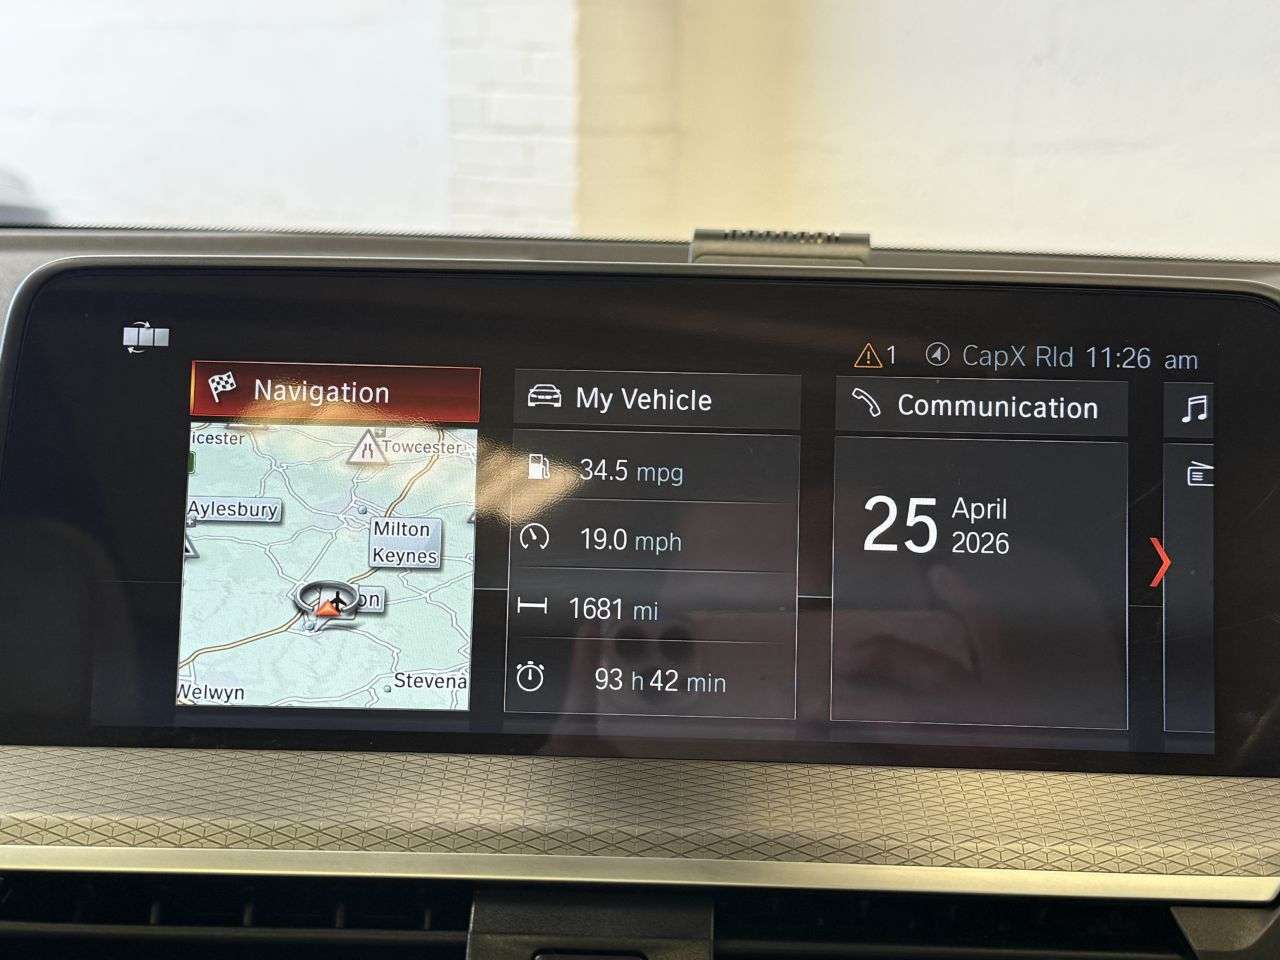 1 CapX Rld 11:26 am
Navigation
icester
Towcester
Aylesbury
Milton
Keynes
on
Welwyn
Stevena
My Vehicle
34.5 mpg
19.0 mph
1681 mi
93 h 42 min
Communication
25 April
2026